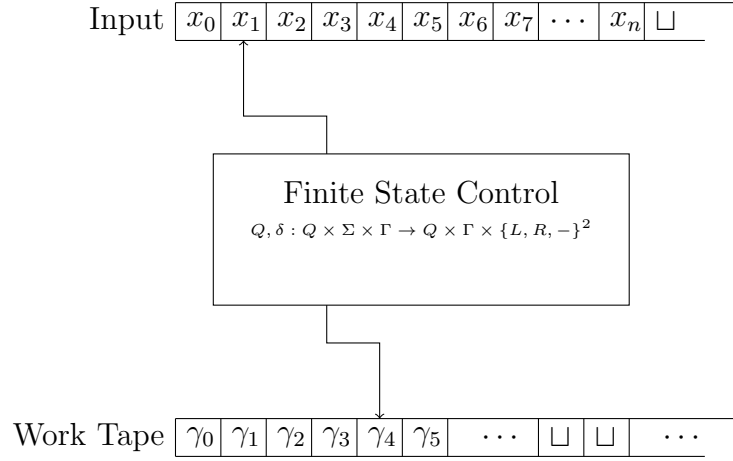 Input x₀ x₁ x₂ x₃ x₄ x₅ x₆ x₇ ⋯ xₙ ⊔
Finite State Control
Q, δ : Q × Σ × Γ → Q × Γ × {L, R, −}²
Work Tape γ₀ γ₁ γ₂ γ₃ γ₄ γ₅ ⋯ ⊔ ⊔ ⋯